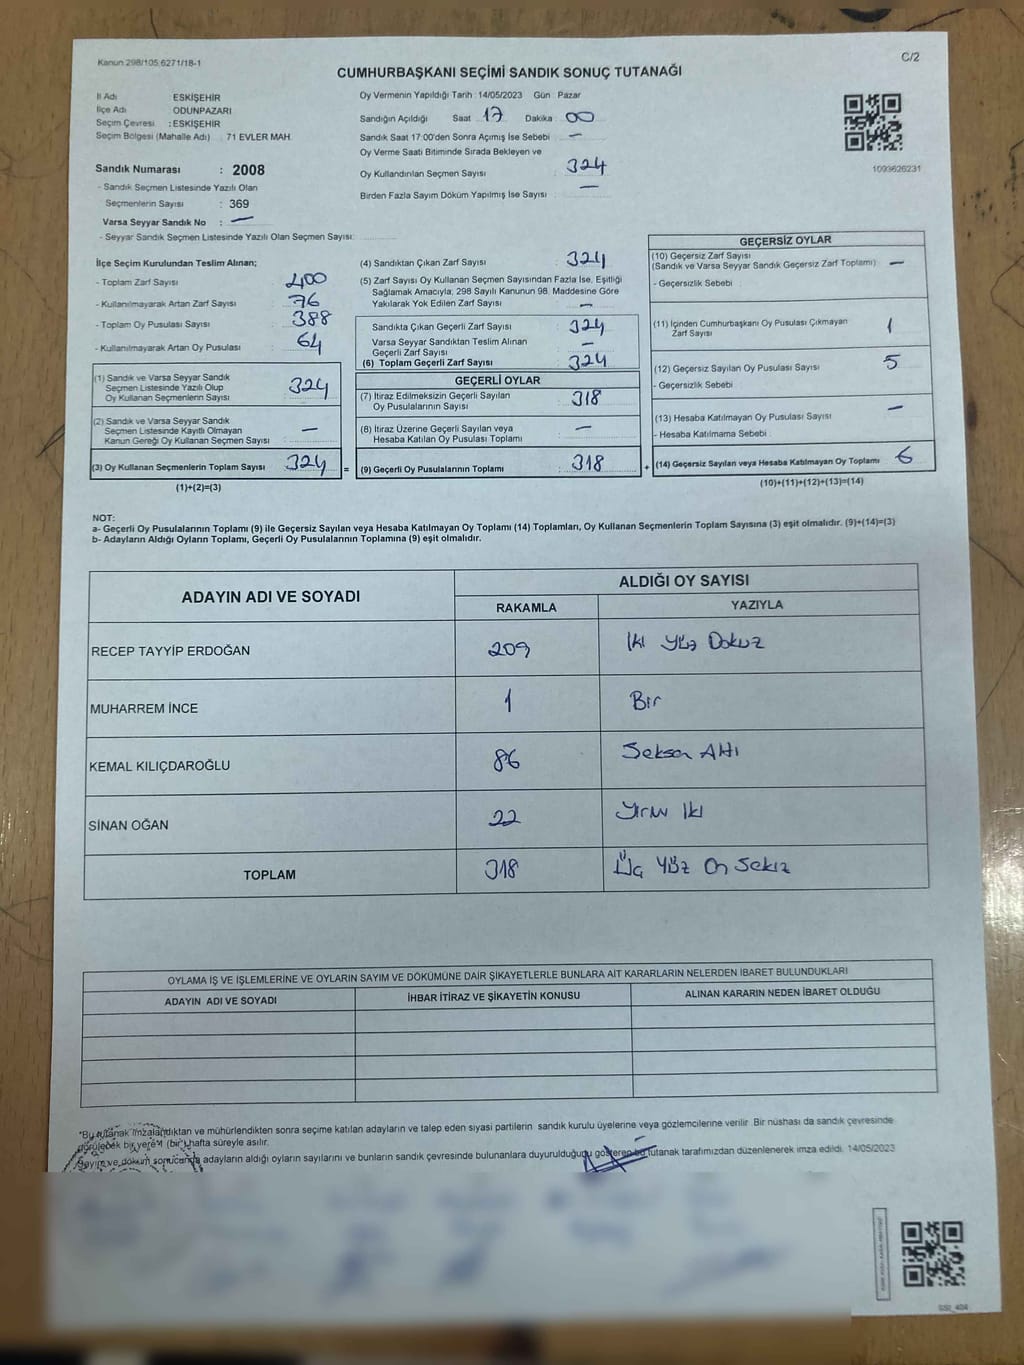 Kanun 298/105 6271/18-1
C/2
CUMHURBAŞKANI SEÇİMİ SANDIK SONUÇ TUTANAĞI
İl Adı ESKİŞEHİR
İlçe Adı ODUNPAZARI
Seçim Çevresi : ESKİŞEHİR
Seçim Bölgesi (Mahalle Adı) 71 EVLER MAH.
Sandık Numarası : 2008
- Sandık Seçmen Listesinde Yazılı Olan
Seçmenlerin Sayısı : 369
Varsa Seyyar Sandık No : —
- Seyyar Sandık Seçmen Listesinde Yazılı Olan Seçmen Sayısı:
Oy Vermenin Yapıldığı Tarih : 14/05/2023 Gün : Pazar
Sandığın Açıldığı Saat 17 Dakika 00
Sandık Saat 17:00'den Sonra Açımış İse Sebebi —
Oy Verme Saati Bitiminde Sırada Bekleyen ve
Oy Kullandırılan Seçmen Sayısı : 324
Birden Fazla Sayım Döküm Yapılmış İse Sayısı : —
1093626231
İlçe Seçim Kurulundan Teslim Alınan;
- Toplam Zarf Sayısı : 400
- Kullanılmayarak Artan Zarf Sayısı : 76
- Toplam Oy Pusulası Sayısı : 388
- Kullanılmayarak Artan Oy Pusulası : 64
(1) Sandık ve Varsa Seyyar Sandık
Seçmen Listesinde Yazılı Olup
Oy Kullanan Seçmenlerin Sayısı : 324
(2) Sandık ve Varsa Seyyar Sandık
Seçmen Listesinde Kayıtlı Olmayan
Kanun Gereği Oy Kullanan Seçmen Sayısı : —
(3) Oy Kullanan Seçmenlerin Toplam Sayısı : 324 =
(1)+(2)=(3)
(4) Sandıktan Çıkan Zarf Sayısı : 324
(5) Zarf Sayısı Oy Kullanan Seçmen Sayısından Fazla İse, Eşitliği
Sağlamak Amacıyla; 298 Sayılı Kanunun 98. Maddesine Göre
Yakılarak Yok Edilen Zarf Sayısı : —
Sandıkta Çıkan Geçerli Zarf Sayısı : 324
Varsa Seyyar Sandıktan Teslim Alınan
Geçerli Zarf Sayısı : —
(6) Toplam Geçerli Zarf Sayısı : 324
GEÇERLİ OYLAR
(7) İtiraz Edilmeksizin Geçerli Sayılan
Oy Pusulalarının Sayısı : 318
(8) İtiraz Üzerine Geçerli Sayılan veya
Hesaba Katılan Oy Pusulası Toplamı : —
(9) Geçerli Oy Pusulalarının Toplamı : 318 +
GEÇERSİZ OYLAR
(10) Geçersiz Zarf Sayısı
(Sandık ve Varsa Seyyar Sandık Geçersiz Zarf Toplamı) : —
- Geçersizlik Sebebi :
(11) İçinden Cumhurbaşkanı Oy Pusulası Çıkmayan
Zarf Sayısı : 1
(12) Geçersiz Sayılan Oy Pusulası Sayısı : 5
- Geçersizlik Sebebi
(13) Hesaba Katılmayan Oy Pusulası Sayısı : —
- Hesaba Katılmama Sebebi
(14) Geçersiz Sayılan veya Hesaba Katılmayan Oy Toplamı : 6
(10)+(11)+(12)+(13)=(14)
NOT:
a- Geçerli Oy Pusulalarının Toplamı (9) ile Geçersiz Sayılan veya Hesaba Katılmayan Oy Toplamı (14) Toplamları, Oy Kullanan Seçmenlerin Toplam Sayısına (3) eşit olmalıdır. (9)+(14)=(3)
b- Adayların Aldığı Oyların Toplamı, Geçerli Oy Pusulalarının Toplamına (9) eşit olmalıdır.
ADAYIN ADI VE SOYADI
ALDIĞI OY SAYISI
RAKAMLA YAZIYLA
RECEP TAYYİP ERDOĞAN 209 İki Yüz Dokuz
MUHARREM İNCE 1 Bir
KEMAL KILIÇDAROĞLU 86 Seksen Altı
SİNAN OĞAN 22 Yirmi İki
TOPLAM 318 Üç Yüz On Sekiz
OYLAMA İŞ VE İŞLEMLERİNE VE OYLARIN SAYIM VE DÖKÜMÜNE DAİR ŞİKAYETLERLE BUNLARA AİT KARARLARIN NELERDEN İBARET BULUNDUKLARI
ADAYIN ADI VE SOYADI İHBAR İTİRAZ VE ŞİKAYETİN KONUSU ALINAN KARARIN NEDEN İBARET OLDUĞU
*Bu tutanak imzalandıktan ve mühürlendikten sonra seçime katılan adayların ve talep eden siyasi partilerin sandık kurulu üyelerine veya gözlemcilerine verilir. Bir nüshası da sandık çevresinde
görülebilecek bir yere (bir) hafta süreyle asılır.
Sayım ve döküm sonucunda adayların aldığı oyların sayılarını ve bunların sandık çevresinde bulunanlara duyurulduğunu gösteren bu tutanak tarafımızdan düzenlenerek imza edildi. 14/05/2023